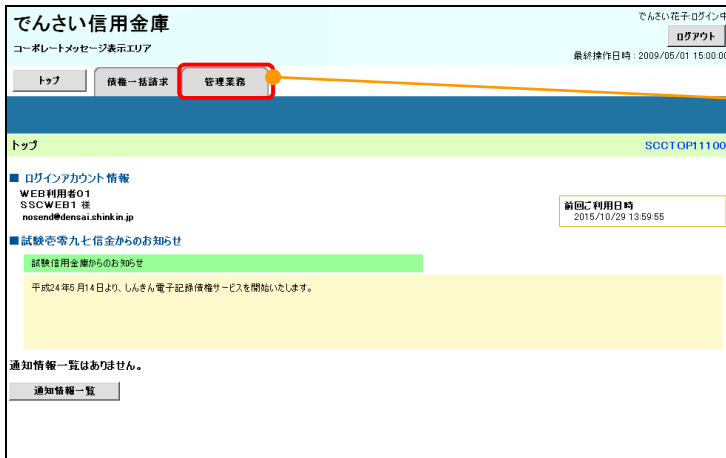 でんさい信用金庫
でんさい花子:ログイン中
ログアウト
コーポレートメッセージ表示エリア
最終操作日時:2009/05/01 15:00:00
トップ
債権一括請求
管理業務
トップ
SCCTOP11100
■ ログインアカウント情報
WEB利用者01
SSCWEB1 様
nosend@densai.shinkin.jp
前回ご利用日時
2015/10/29 13:59:55
■試験壱零九七信金からのお知らせ
試験信用金庫からのお知らせ
平成24年5月14日より、しんきん電子記録債権サービスを開始いたします。
通知情報一覧はありません。
通知情報一覧